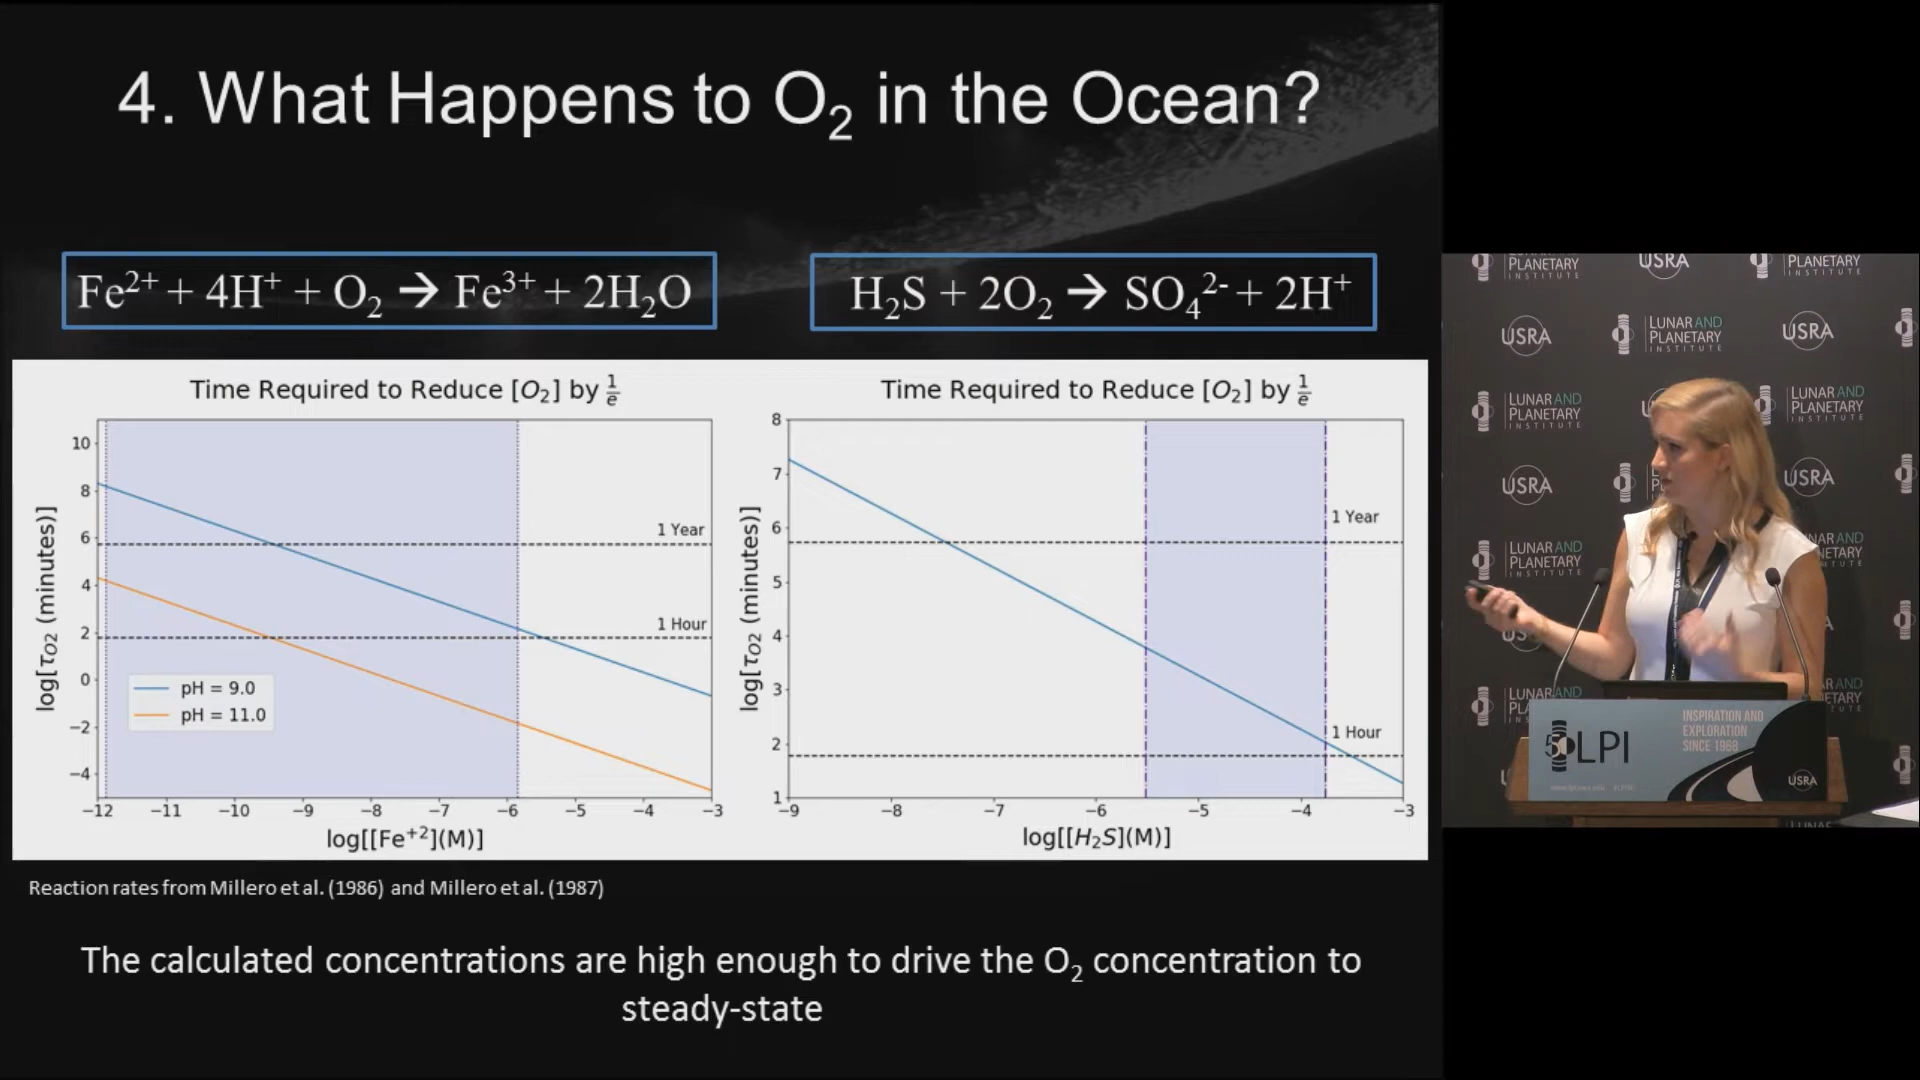 4. What Happens to O₂ in the Ocean?
Fe²⁺ + 4H⁺ + O₂ → Fe³⁺ + 2H₂O
H₂S + 2O₂ → SO₄²⁻ + 2H⁺
Time Required to Reduce [O₂] by 1/e
log[τO2 (minutes)]
10
8
6
4
2
0
−2
−4
1 Year
1 Hour
pH = 9.0
pH = 11.0
−12 −11 −10 −9 −8 −7 −6 −5 −4 −3
log[[Fe⁺²](M)]
Time Required to Reduce [O₂] by 1/e
log[τO2 (minutes)]
8
7
6
5
4
3
2
1
1 Year
1 Hour
−9 −8 −7 −6 −5 −4 −3
log[[H₂S](M)]
Reaction rates from Millero et al. (1986) and Millero et al. (1987)
The calculated concentrations are high enough to drive the O₂ concentration to
steady-state
PLANETARY
INSTITUTE
USRA
PLANETARY
INSTITUTE
USRA
LUNAR AND
PLANETARY
INSTITUTE
USRA
LUNAR AND
PLANETARY
INSTITUTE
LUNAR AND
PLANETARY
INSTITUTE
USRA
USRA
LUNAR AND
PLANETARY
INSTITUTE
LUNAR AND
LPI
INSPIRATION AND
EXPLORATION
SINCE 1968
USRA